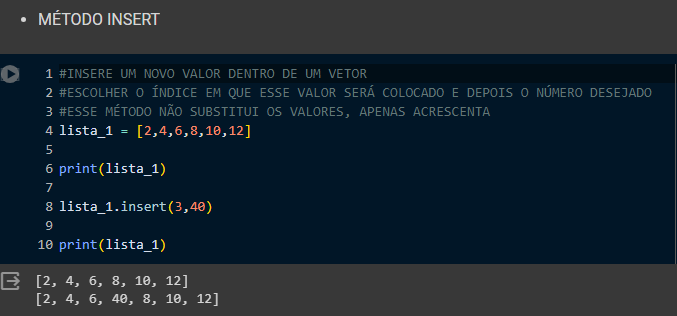 • MÉTODO INSERT
1 #INSERE UM NOVO VALOR DENTRO DE UM VETOR
2 #ESCOLHER O ÍNDICE EM QUE ESSE VALOR SERÁ COLOCADO E DEPOIS O NÚMERO DESEJADO
3 #ESSE MÉTODO NÃO SUBSTITUI OS VALORES, APENAS ACRESCENTA
4 lista_1 = [2,4,6,8,10,12]
5
6 print(lista_1)
7
8 lista_1.insert(3,40)
9
10 print(lista_1)
[2, 4, 6, 8, 10, 12]
[2, 4, 6, 40, 8, 10, 12]